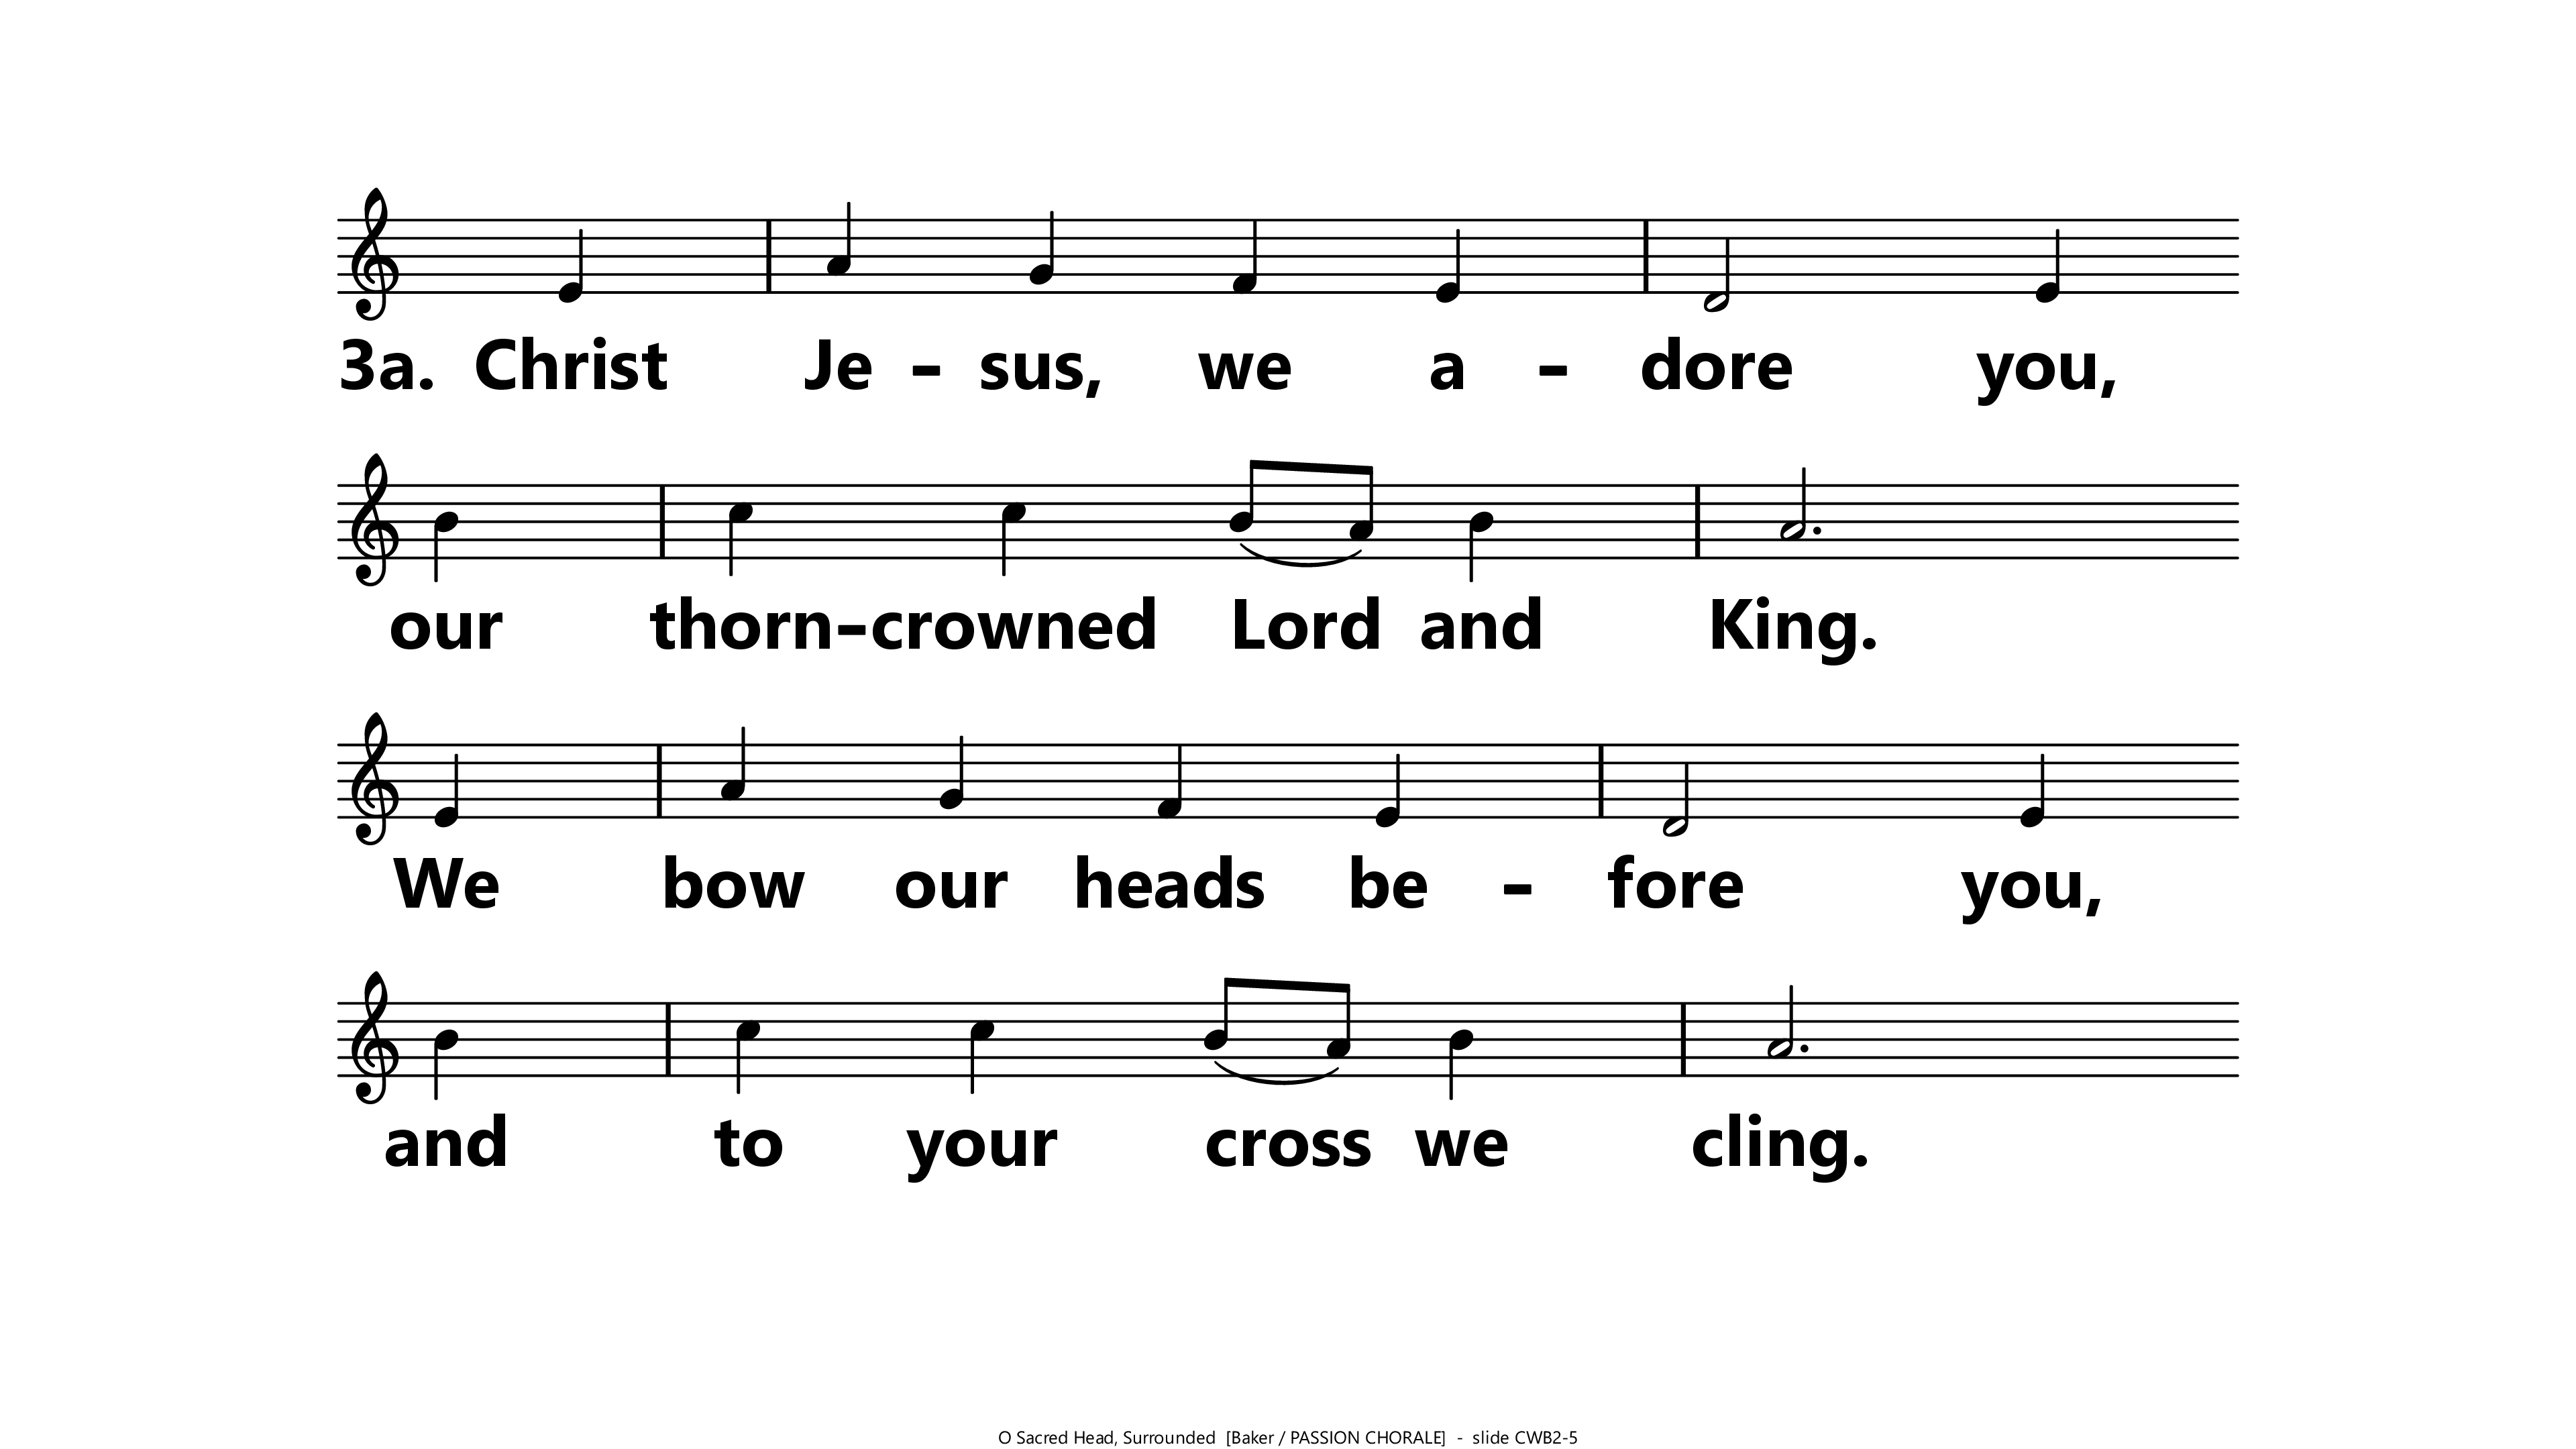 3a. Christ Je - sus, we a - dore you,
our thorn-crowned Lord and King.
We bow our heads be - fore you,
and to your cross we cling.
O Sacred Head, Surrounded [Baker / PASSION CHORALE] - slide CWB2-5